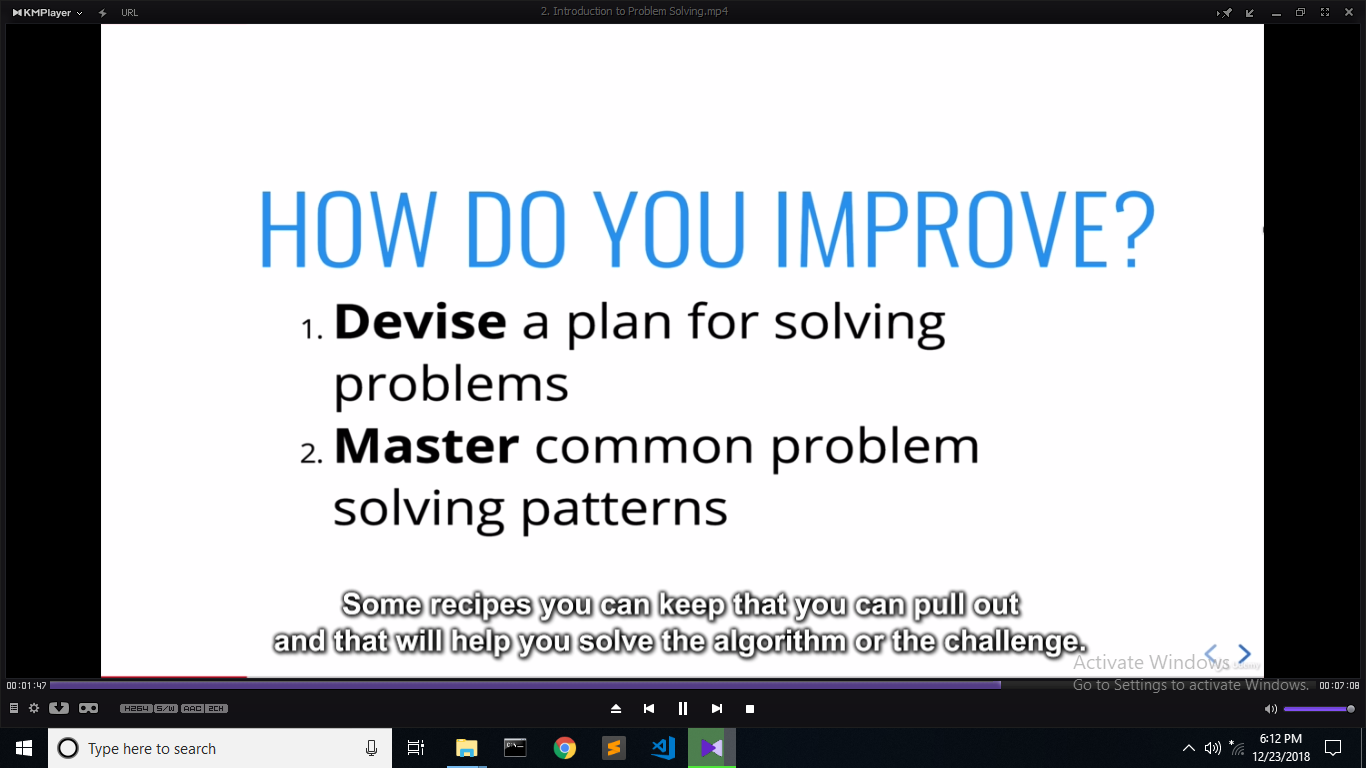 KMPlayer
URL
2. Introduction to Problem Solving.mp4
HOW DO YOU IMPROVE?
1. Devise a plan for solving
problems
2. Master common problem
solving patterns
Some recipes you can keep that you can pull out
and that will help you solve the algorithm or the challenge.
Activate Windows
Go to Settings to activate Windows.
00:01:47
00:07:08
H264 S/W AAC 2CH
Type here to search
6:12 PM
12/23/2018